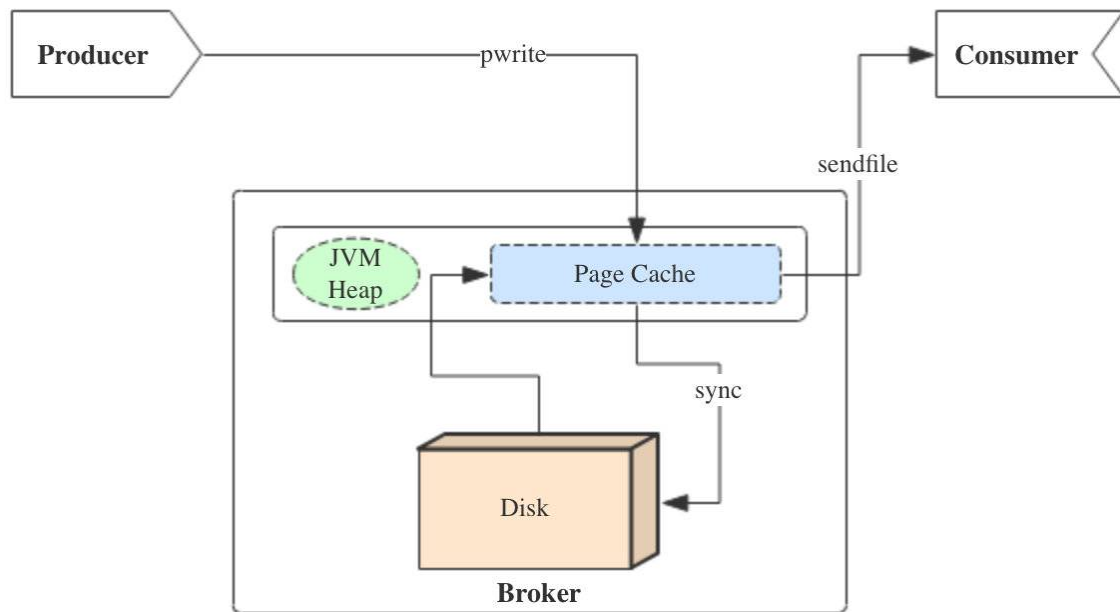 Producer
pwrite
Consumer
sendfile
JVM
Heap
Page Cache
sync
Disk
Broker